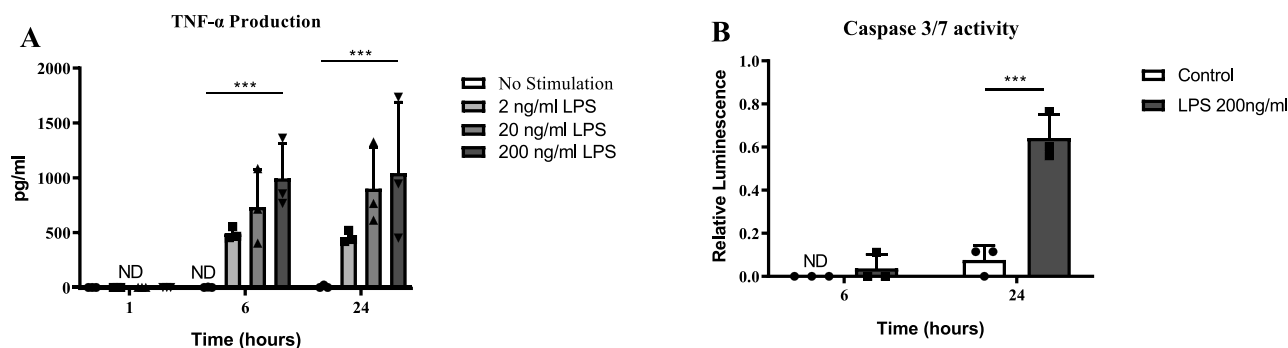 TNF-α Production
A
***
***
2000
1500
1000
500
0
pg/ml
ND
ND
1
6
24
Time (hours)
No Stimulation
2 ng/ml LPS
20 ng/ml LPS
200 ng/ml LPS
B
Caspase 3/7 activity
***
1.0
0.8
0.6
0.4
0.2
0.0
Relative Luminescence
ND
6
24
Time (hours)
Control
LPS 200ng/ml